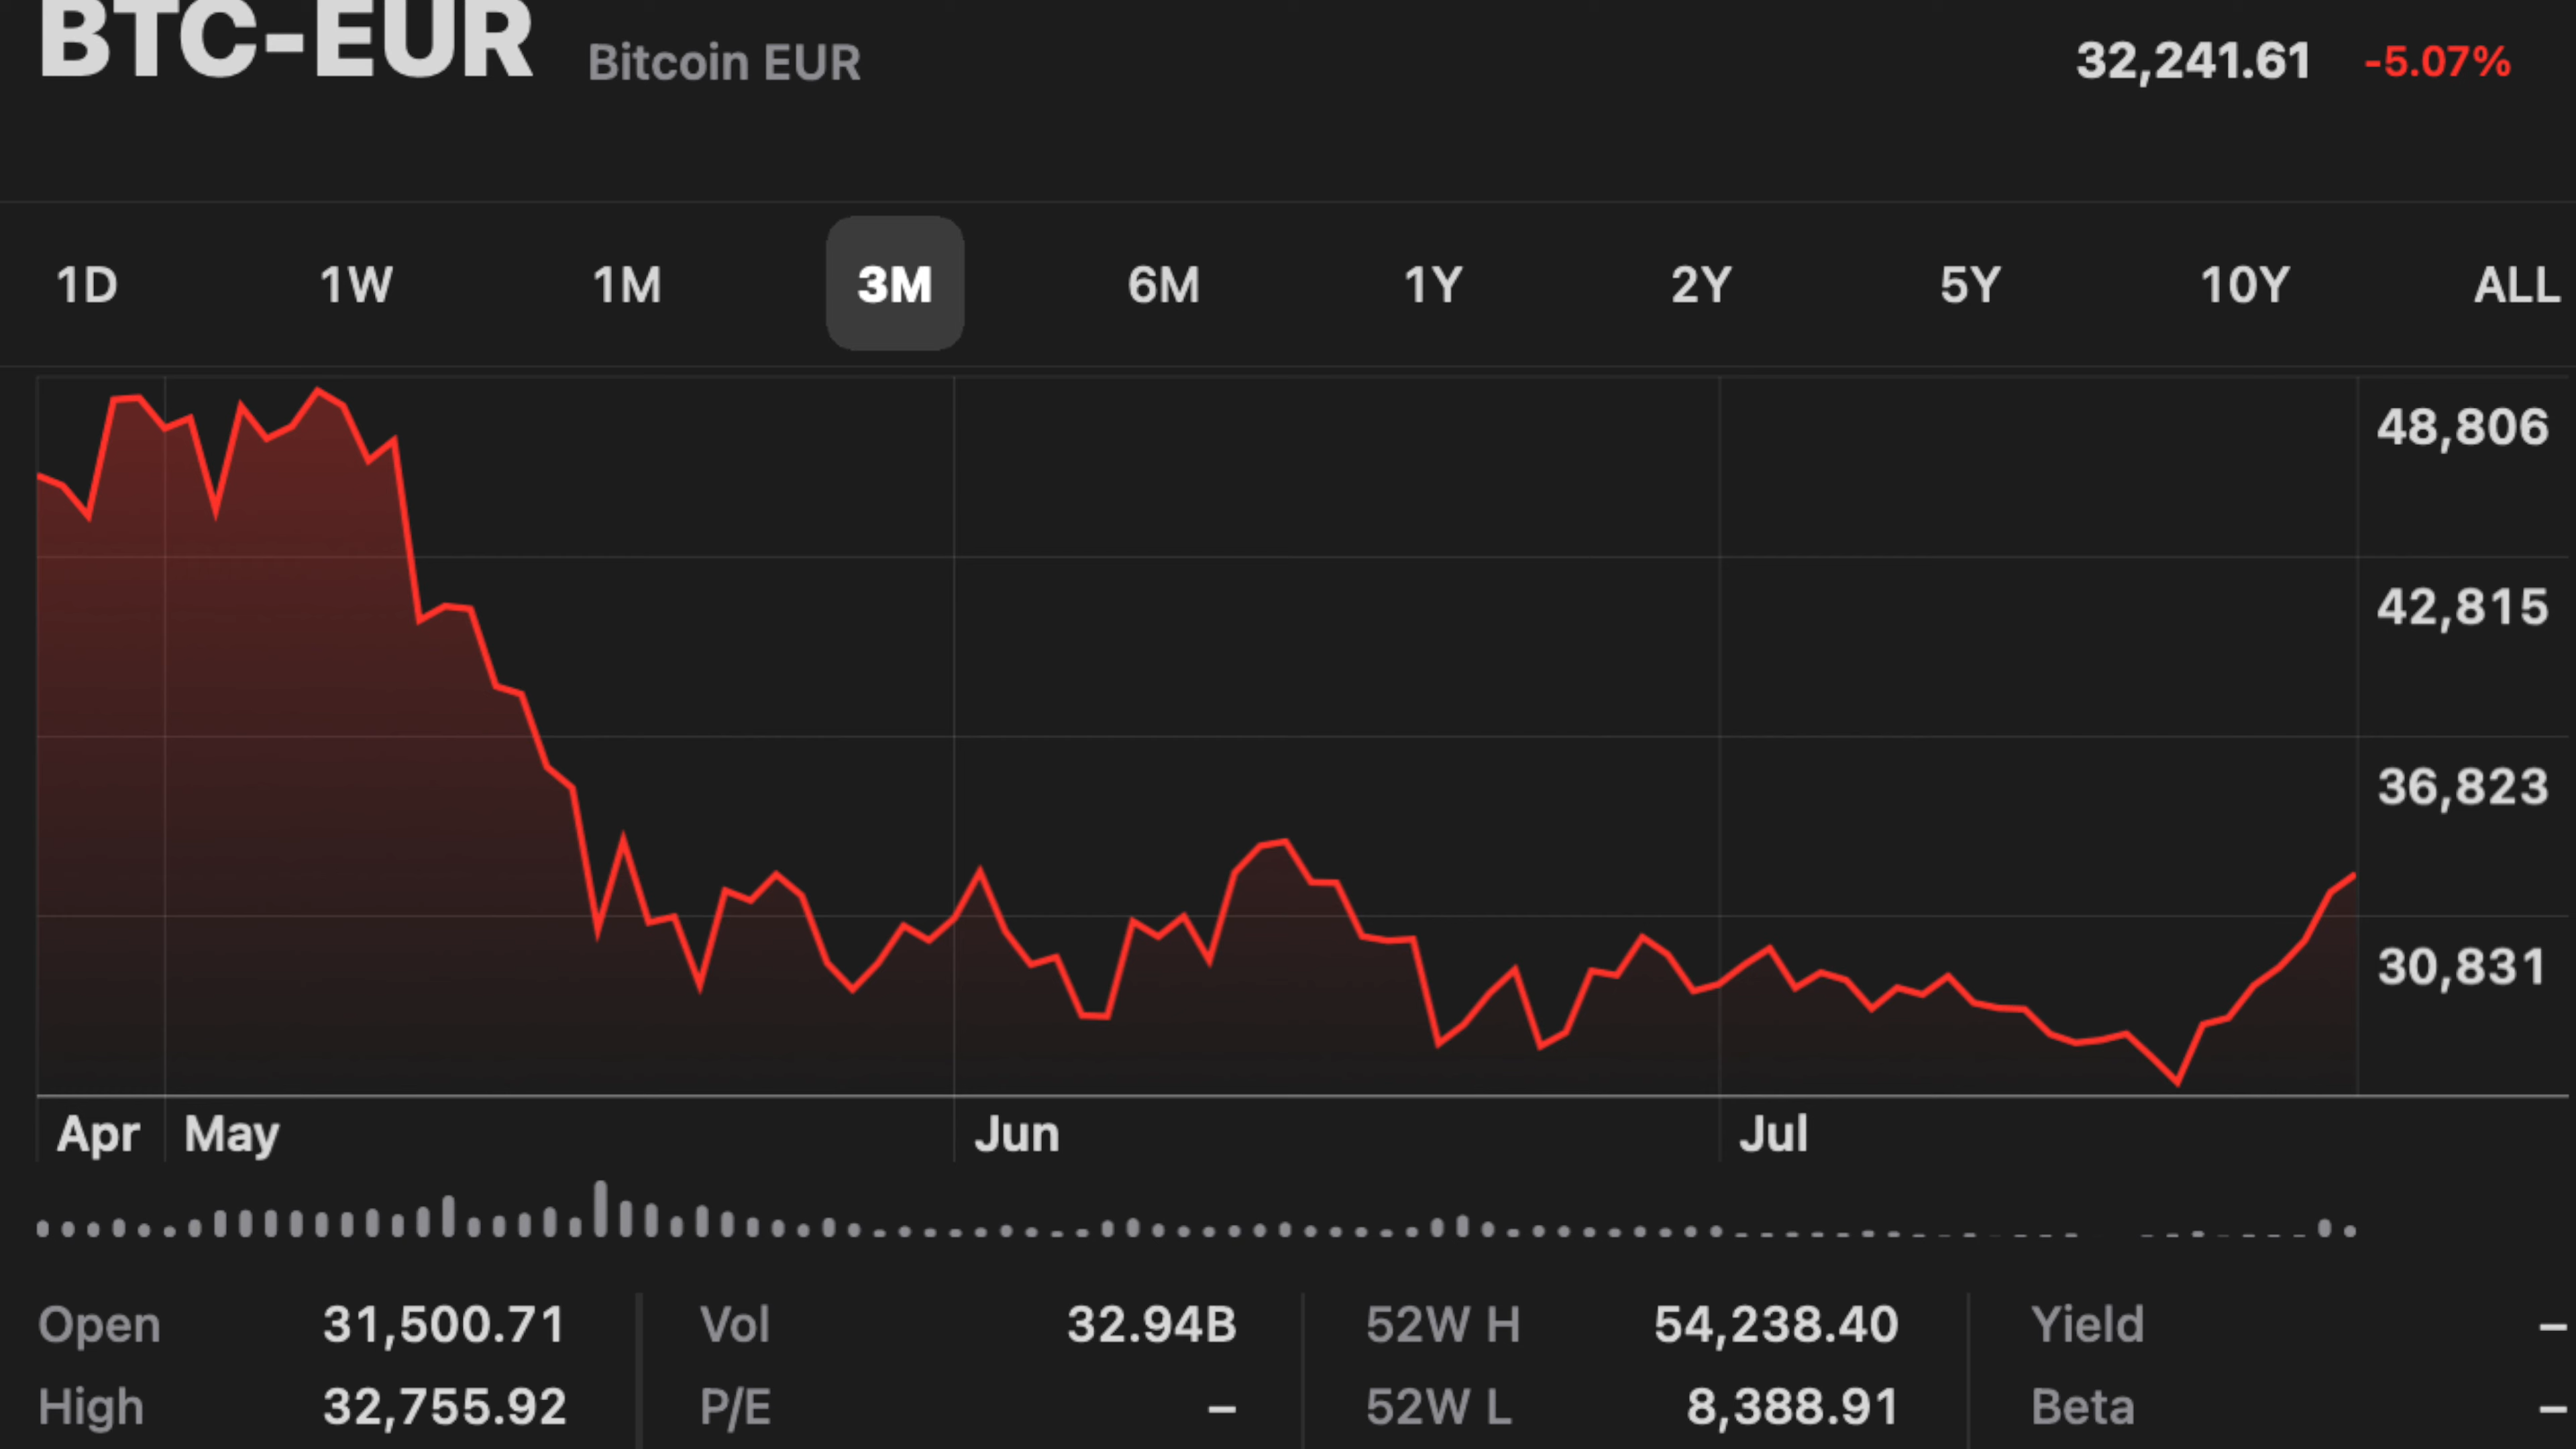 BTC-EUR Bitcoin EUR 32,241.61 -5.07%
1D 1W 1M 3M 6M 1Y 2Y 5Y 10Y ALL
48,806
42,815
36,823
30,831
Apr May Jun Jul
Open 31,500.71 Vol 32.94B 52W H 54,238.40 Yield –
High 32,755.92 P/E – 52W L 8,388.91 Beta –